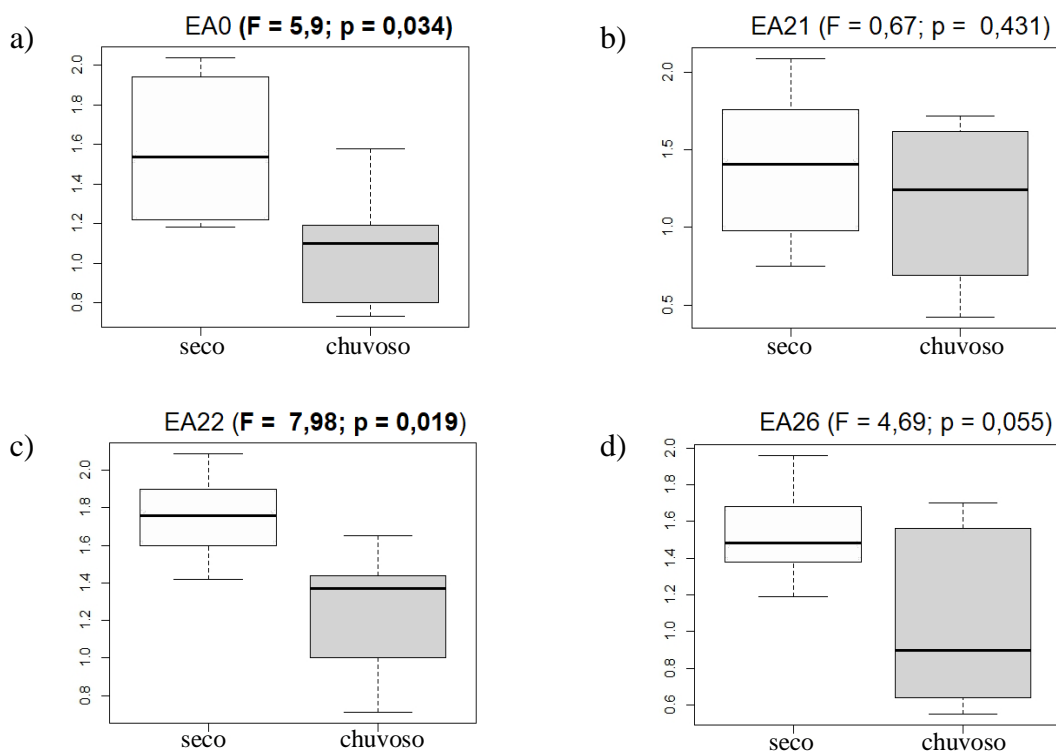 a)
EA0 (F = 5,9; p = 0,034)
2.0
1.8
1.6
1.4
1.2
1.0
0.8
seco chuvoso
b)
EA21 (F = 0,67; p = 0,431)
2.0
1.5
1.0
0.5
seco chuvoso
c)
EA22 (F = 7,98; p = 0,019)
2.0
1.8
1.6
1.4
1.2
1.0
0.8
seco chuvoso
d)
EA26 (F = 4,69; p = 0,055)
2.0
1.8
1.6
1.4
1.2
1.0
0.8
0.6
seco chuvoso